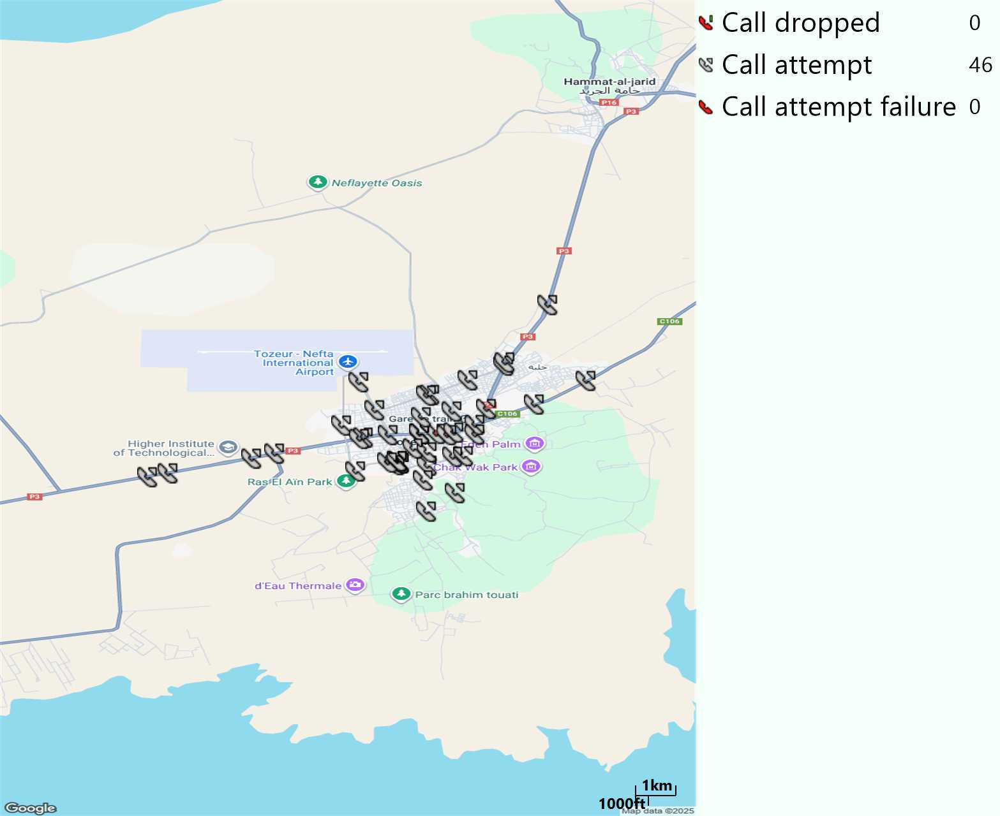 Call dropped 0
Call attempt 46
Call attempt failure 0
Hammat-al-jarid
حامة الجريد
P16
P3
Neflayette Oasis
P3
C106
P3
Tozeur - Nefta
International
Airport
حلبة
C106
Higher Institute
of Technological...
P3
Eden Palm
Chak Wak Park
Ras El Aïn Park
P3
d'Eau Thermale
Parc brahim touati
1km
1000ft
Google
Map data ©2025